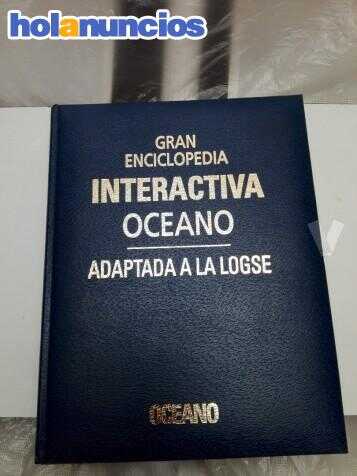 holanuncios
GRAN
ENCICLOPEDIA
INTERACTIVA
OCEANO
ADAPTADA A LA LOGSE
OCEANO